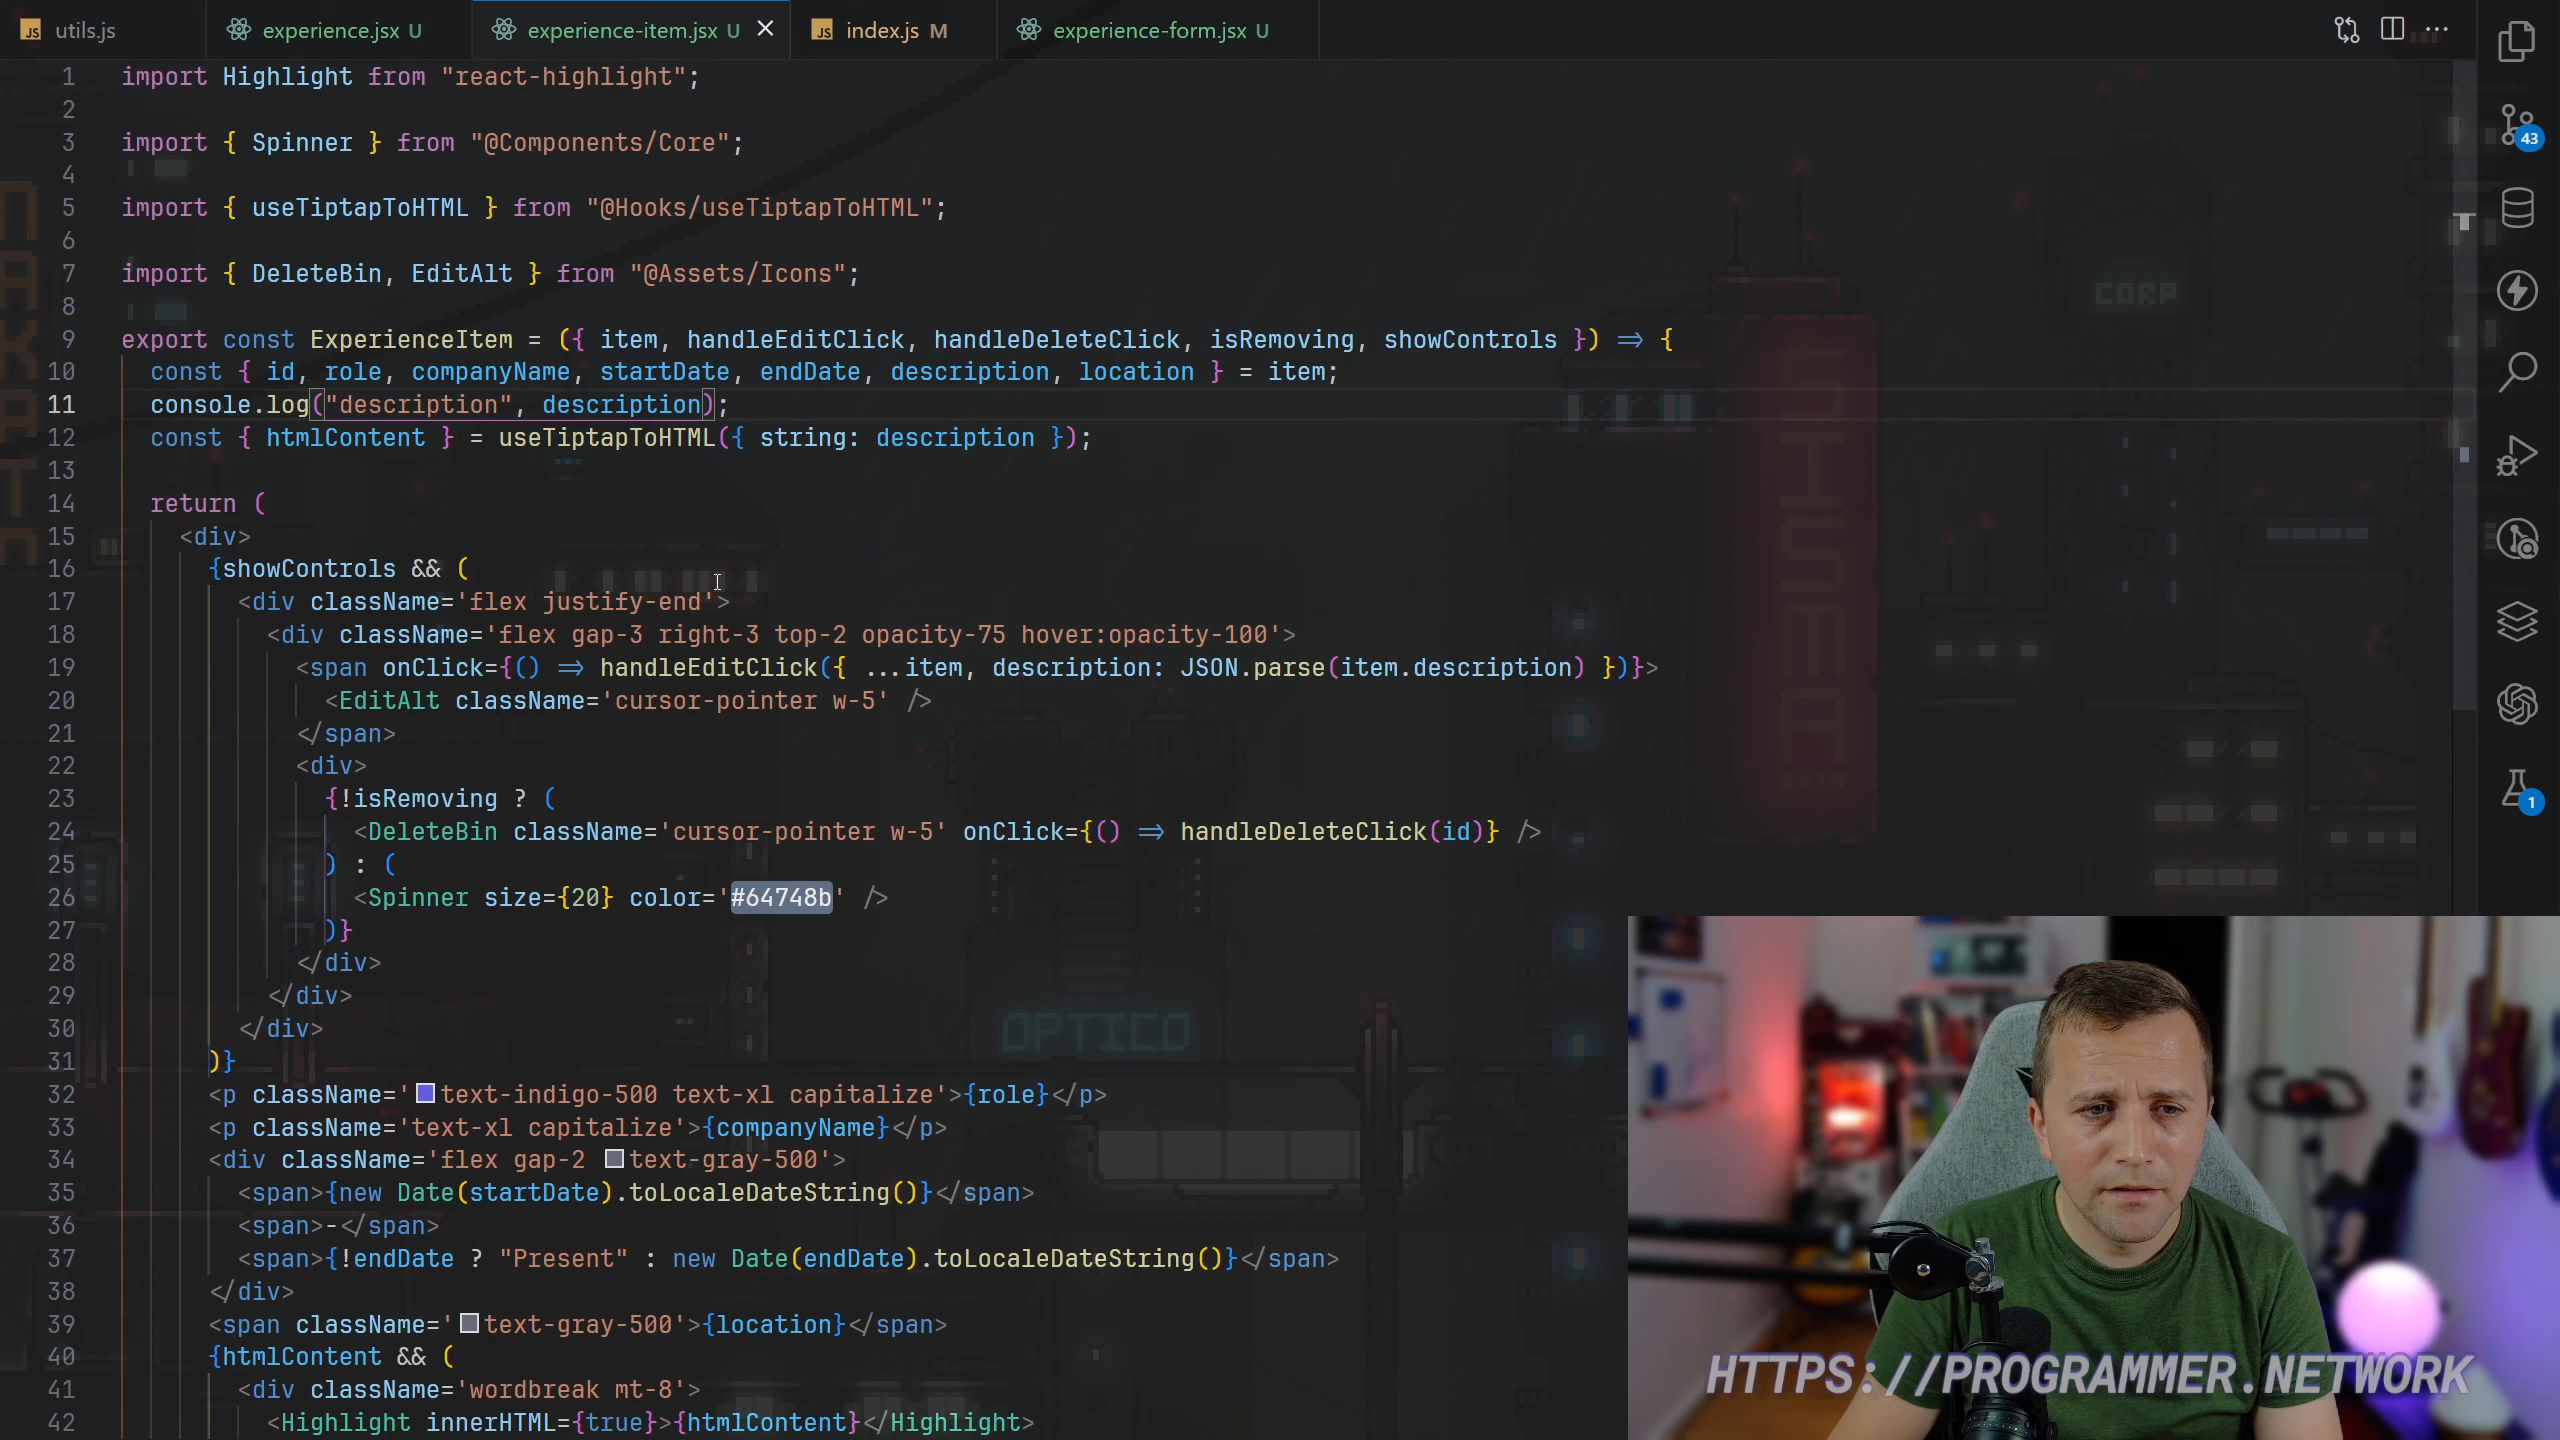 utils.js experience.jsx U experience-item.jsx U index.js M experience-form.jsx U
1 import Highlight from "react-highlight";
2
3 import { Spinner } from "@Components/Core";
4
5 import { useTiptapToHTML } from "@Hooks/useTiptapToHTML";
6
7 import { DeleteBin, EditAlt } from "@Assets/Icons";
8
9 export const ExperienceItem = ({ item, handleEditClick, handleDeleteClick, isRemoving, showControls }) => {
10 const { id, role, companyName, startDate, endDate, description, location } = item;
11 console.log("description", description);
12 const { htmlContent } = useTiptapToHTML({ string: description });
13
14 return (
15 <div>
16 {showControls && (
17 <div className='flex justify-end'>
18 <div className='flex gap-3 right-3 top-2 opacity-75 hover:opacity-100'>
19 <span onClick={() => handleEditClick({ ...item, description: JSON.parse(item.description) })}>
20 <EditAlt className='cursor-pointer w-5' />
21 </span>
22 <div>
23 {!isRemoving ? (
24 <DeleteBin className='cursor-pointer w-5' onClick={() => handleDeleteClick(id)} />
25 ) : (
26 <Spinner size={20} color='#64748b' />
27 )}
28 </div>
29 </div>
30 </div>
31 )}
32 <p className='text-indigo-500 text-xl capitalize'>{role}</p>
33 <p className='text-xl capitalize'>{companyName}</p>
34 <div className='flex gap-2 text-gray-500'>
35 <span>{new Date(startDate).toLocaleDateString()}</span>
36 <span>-</span>
37 <span>{!endDate ? "Present" : new Date(endDate).toLocaleDateString()}</span>
38 </div>
39 <span className='text-gray-500'>{location}</span>
40 {htmlContent && (
41 <div className='wordbreak mt-8'>
42 <Highlight innerHTML={true}>{htmlContent}</Highlight>
43
1
CORP
OPTICO
HTTPS://PROGRAMMER.NETWORK